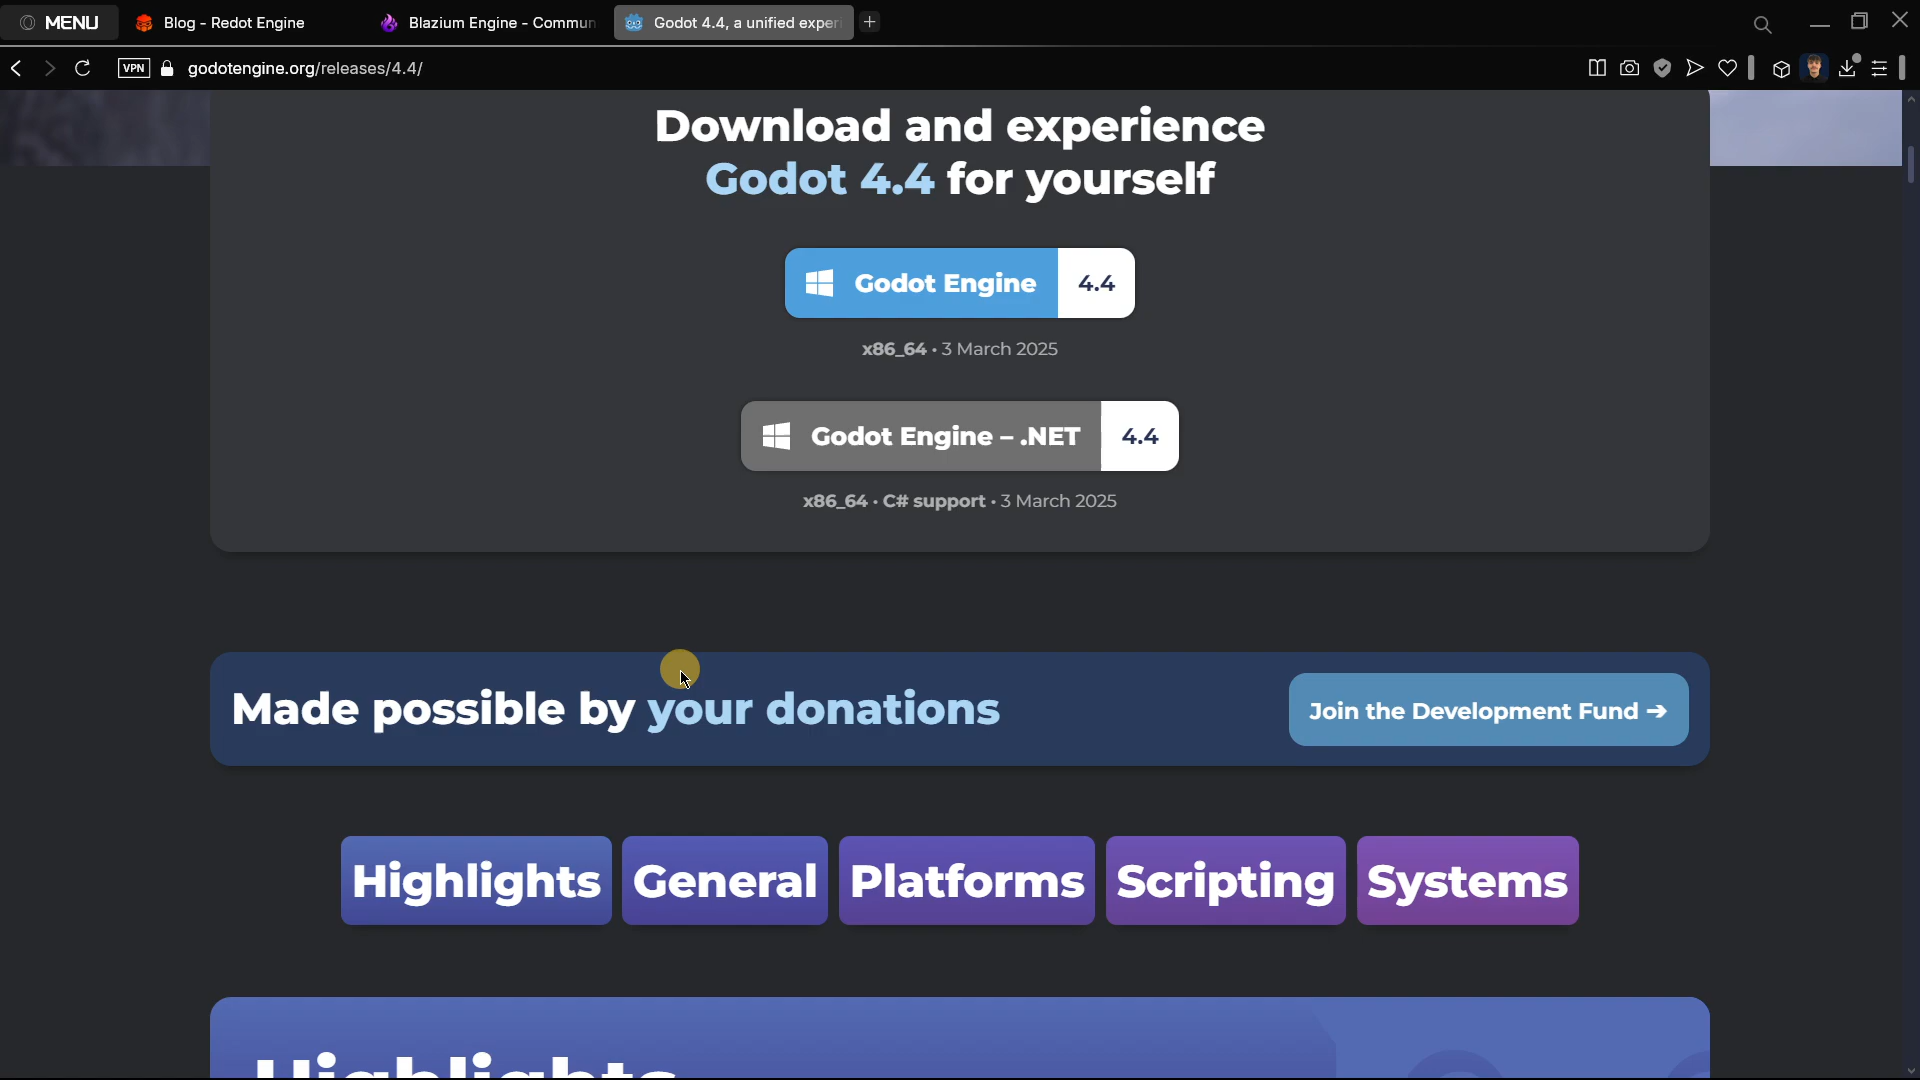 MENU
Blog - Redot Engine
Blazium Engine - Commun
Godot 4.4, a unified experi
VPN
godotengine.org/releases/4.4/
Download and experience
Godot 4.4 for yourself
Godot Engine 4.4
x86_64 • 3 March 2025
Godot Engine – .NET 4.4
x86_64 • C# support • 3 March 2025
Made possible by your donations
Join the Development Fund ➔
Highlights General Platforms Scripting Systems
Highlights